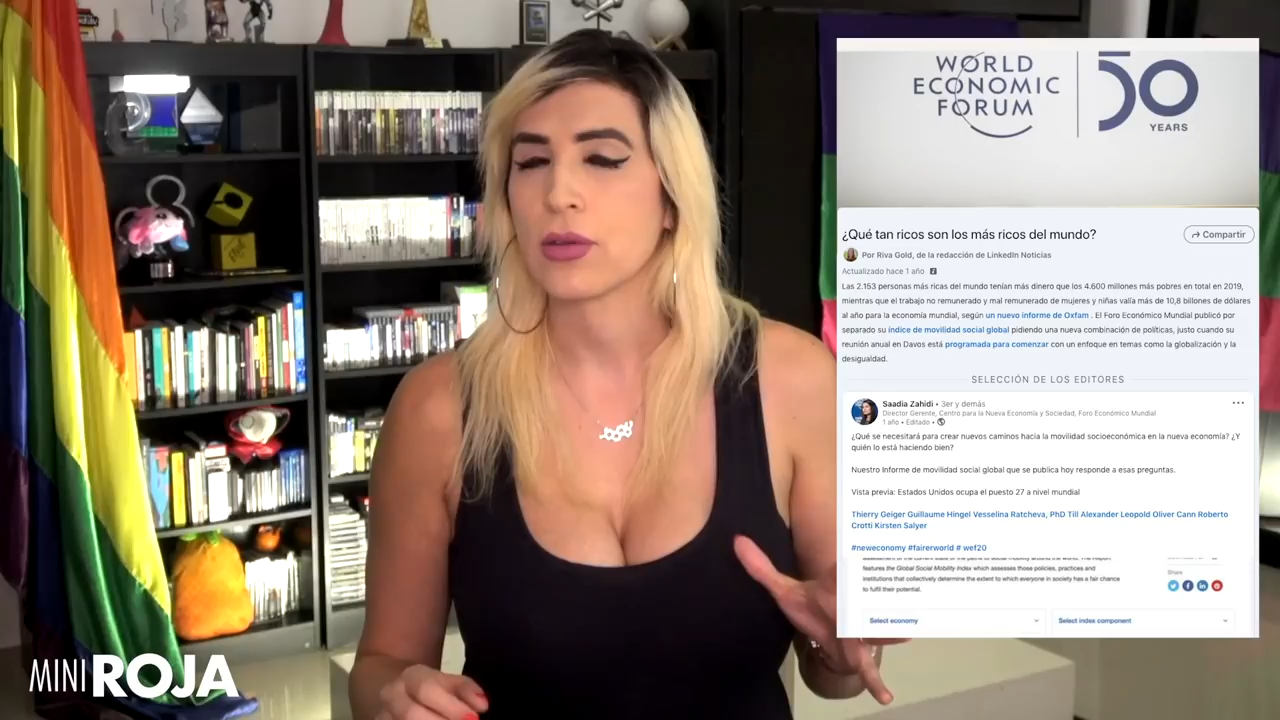 WORLD
ECONOMIC
FORUM
50
YEARS
¿Qué tan ricos son los más ricos del mundo?
Compartir
Por Riva Gold, de la redacción de LinkedIn Noticias
Actualizado hace 1 año
Las 2.153 personas más ricas del mundo tenían más dinero que los 4.600 millones más pobres en total en 2019,
mientras que el trabajo no remunerado y mal remunerado de mujeres y niñas valía más de 10,8 billones de dólares
al año para la economía mundial, según un nuevo informe de Oxfam . El Foro Económico Mundial publicó por
separado su índice de movilidad social global pidiendo una nueva combinación de políticas, justo cuando su
reunión anual en Davos está programada para comenzar con un enfoque en temas como la globalización y la
desigualdad.
SELECCIÓN DE LOS EDITORES
Saadia Zahidi • 3er y demás
Director Gerente, Centro para la Nueva Economía y Sociedad, Foro Económico Mundial
1 año • Editado •
¿Qué se necesitará para crear nuevos caminos hacia la movilidad socioeconómica en la nueva economía? ¿Y
quién lo está haciendo bien?
Nuestro Informe de movilidad social global que se publica hoy responde a esas preguntas.
Vista previa: Estados Unidos ocupa el puesto 27 a nivel mundial
Thierry Geiger Guillaume Hingel Vesselina Ratcheva, PhD Till Alexander Leopold Oliver Cann Roberto
Crotti Kirsten Salyer
#neweconomy #fairerworld # wef20
features the Global Social Mobility Index which assesses those policies, practices and
institutions that collectively determine the extent to which everyone in society has a fair chance
to fulfil their potential.
Share
Select economy
Select index component
MINI ROJA